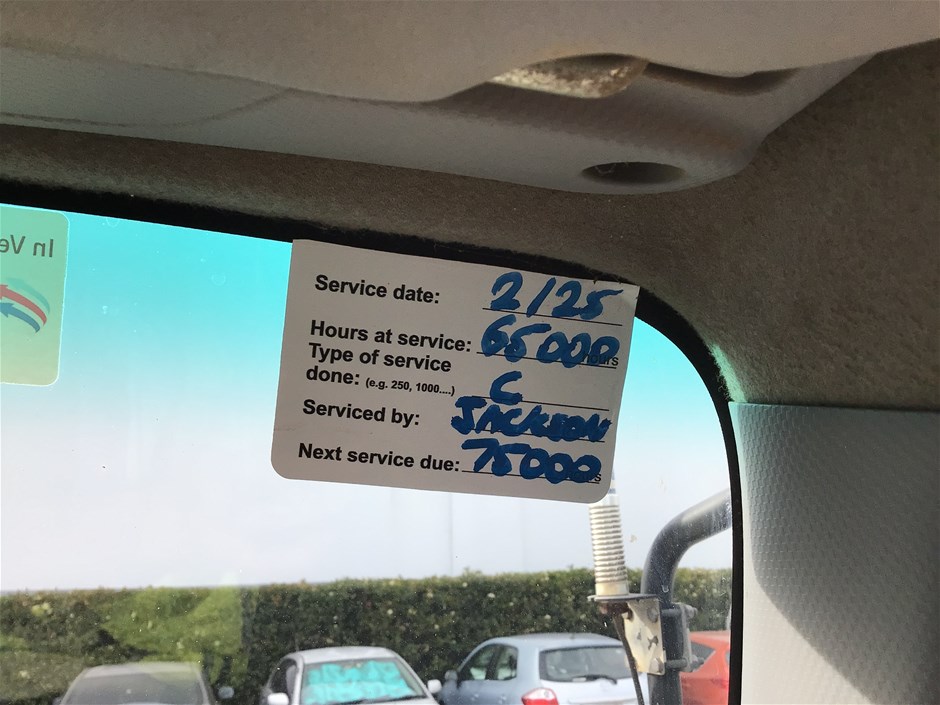 In Ve
Service date: 2/25
Hours at service: 65000 hours
Type of service
done: (e.g. 250, 1000....) C
Serviced by: JACKSON
Next service due: 75000